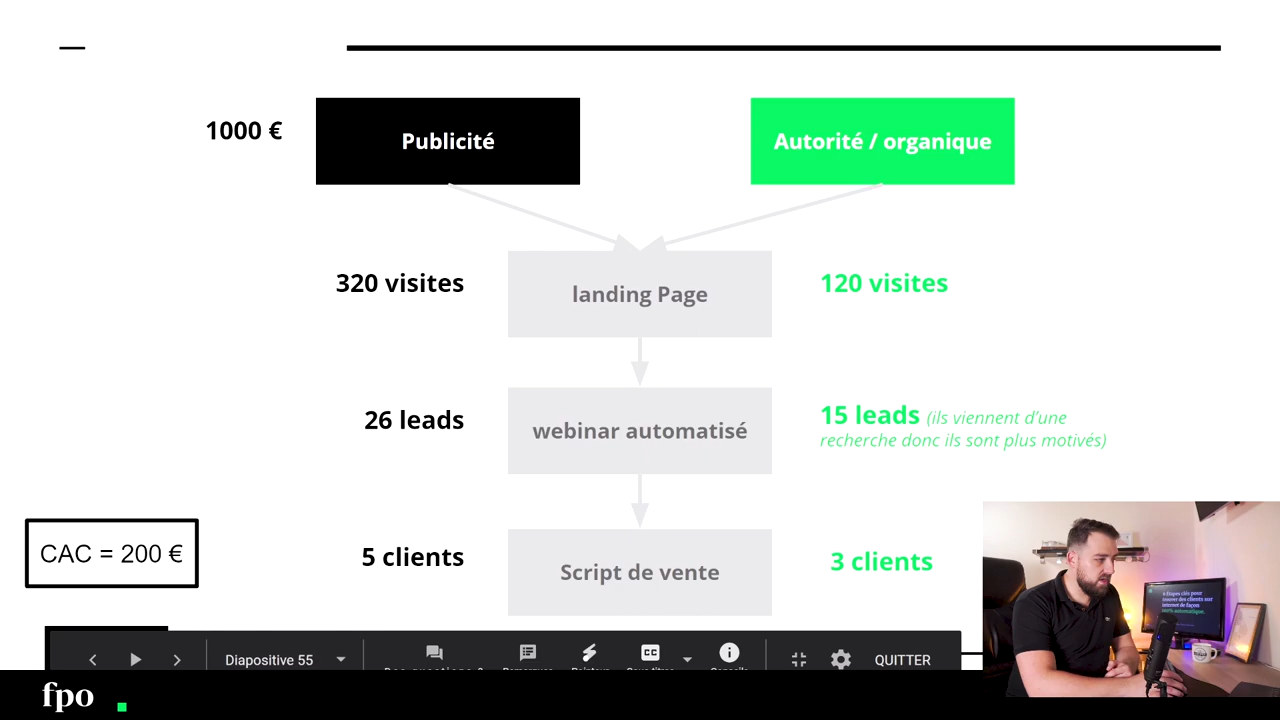 1000 €
Publicité
Autorité / organique
320 visites
landing Page
120 visites
26 leads
webinar automatisé
15 leads (ils viennent d'une
recherche donc ils sont plus motivés)
CAC = 200 €
5 clients
Script de vente
3 clients
Diapositive 55
CC
QUITTER
fpo